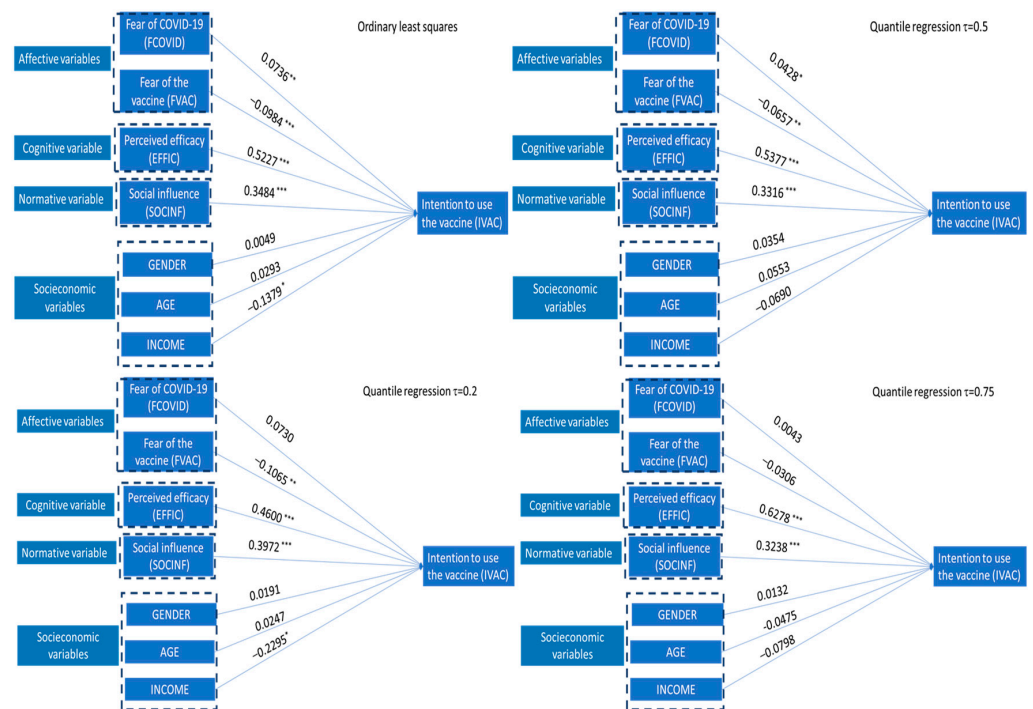 Ordinary least squares
Affective variables
Fear of COVID-19
(FCOVID)
Fear of the
vaccine (FVAC)
Cognitive variable
Perceived efficacy
(EFFIC)
Normative variable
Social influence
(SOCINF)
Socieconomic
variables
GENDER
AGE
INCOME
0.0736**
−0.0984 ***
0.5227 ***
0.3484 ***
0.0049
0.0293
−0.1379*
Intention to use
the vaccine (IVAC)
Quantile regression τ=0.5
Affective variables
Fear of COVID-19
(FCOVID)
Fear of the
vaccine (FVAC)
Cognitive variable
Perceived efficacy
(EFFIC)
Normative variable
Social influence
(SOCINF)
Socieconomic
variables
GENDER
AGE
INCOME
0.0428*
−0.0657 **
0.5377 ***
0.3316 ***
0.0354
0.0553
−0.0690
Intention to use
the vaccine (IVAC)
Quantile regression τ=0.2
Affective variables
Fear of COVID-19
(FCOVID)
Fear of the
vaccine (FVAC)
Cognitive variable
Perceived efficacy
(EFFIC)
Normative variable
Social influence
(SOCINF)
Socieconomic
variables
GENDER
AGE
INCOME
0.0730
−0.1065 **
0.4600 ***
0.3972 ***
0.0191
0.0247
−0.2295*
Intention to use
the vaccine (IVAC)
Quantile regression τ=0.75
Affective variables
Fear of COVID-19
(FCOVID)
Fear of the
vaccine (FVAC)
Cognitive variable
Perceived efficacy
(EFFIC)
Normative variable
Social influence
(SOCINF)
Socieconomic
variables
GENDER
AGE
INCOME
0.0043
−0.0306
0.6278 ***
0.3238 ***
0.0132
-0.0475
−0.0798
Intention to use
the vaccine (IVAC)